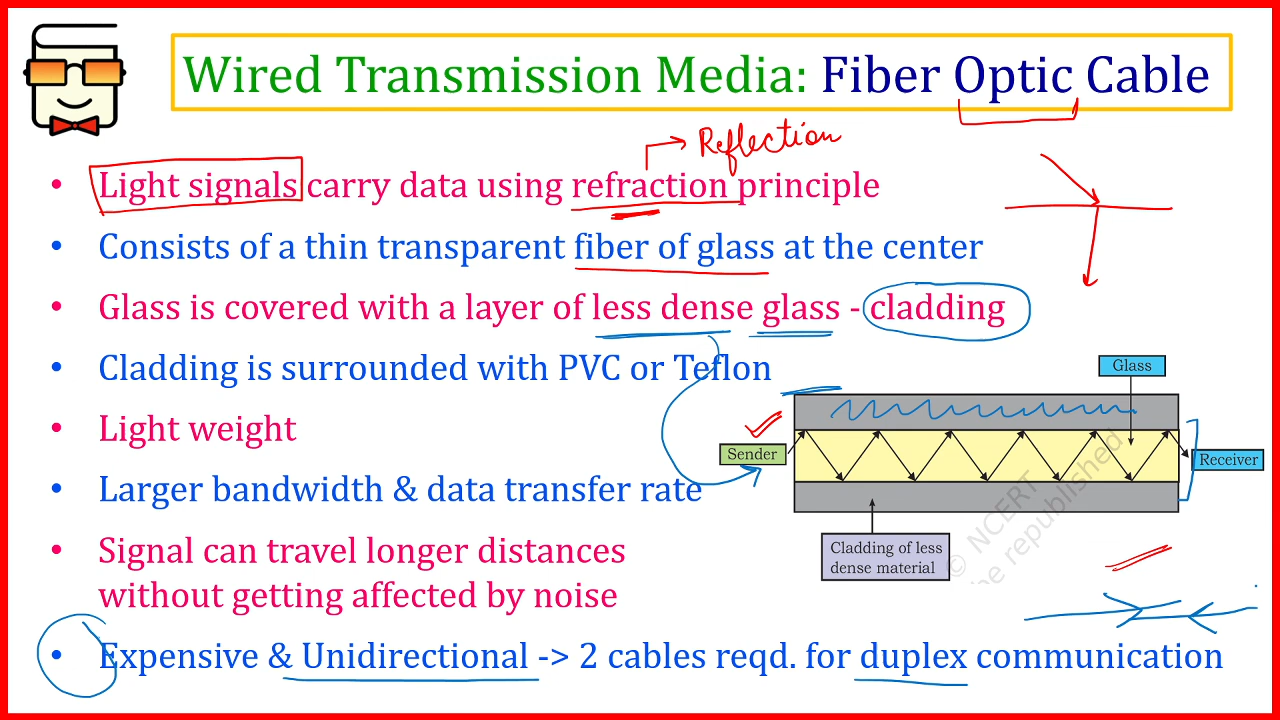 Wired Transmission Media: Fiber Optic Cable
Reflection
• Light signals carry data using refraction principle
• Consists of a thin transparent fiber of glass at the center
• Glass is covered with a layer of less dense glass - cladding
• Cladding is surrounded with PVC or Teflon
• Light weight
• Larger bandwidth & data transfer rate
• Signal can travel longer distances
without getting affected by noise
• Expensive & Unidirectional -> 2 cables reqd. for duplex communication
Glass
Sender
Receiver
Cladding of less
dense material
© NCERT
be republished